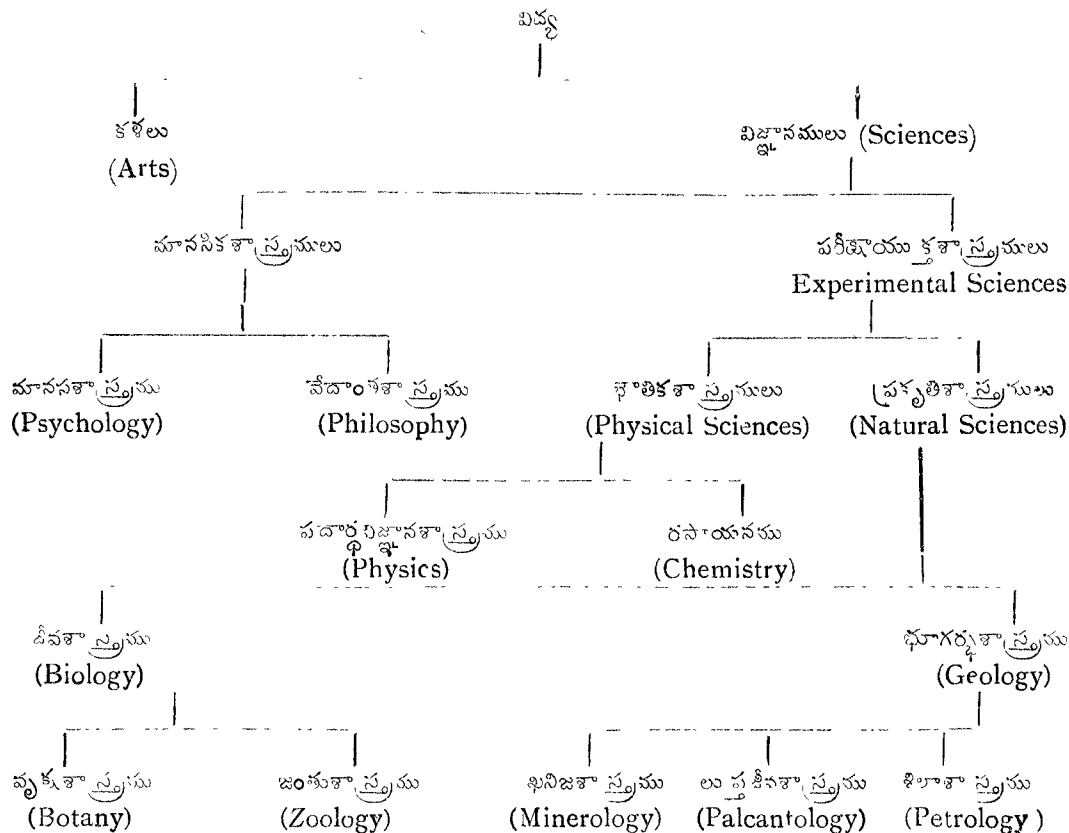 విద్య
కళలు
(Arts)
విజ్ఞానములు (Sciences)
మానసికశాస్త్రములు
పరీక్షాయుక్తశాస్త్రములు
Experimental Sciences
మానసశాస్త్రము
(Psychology)
వేదాంతశాస్త్రము
(Philosophy)
భౌతికశాస్త్రములు
(Physical Sciences)
ప్రకృతిశాస్త్రములు
(Natural Sciences)
పదార్థవిజ్ఞానశాస్త్రము
(Physics)
రసాయనము
(Chemistry)
జీవశాస్త్రము
(Biology)
భూగర్భశాస్త్రము
(Geology)
వృక్షశాస్త్రము
(Botany)
జంతుశాస్త్రము
(Zoology)
ఖనిజశాస్త్రము
(Minerology)
లుప్తజీవశాస్త్రము
(Palcantology)
శిలాశాస్త్రము
(Petrology)